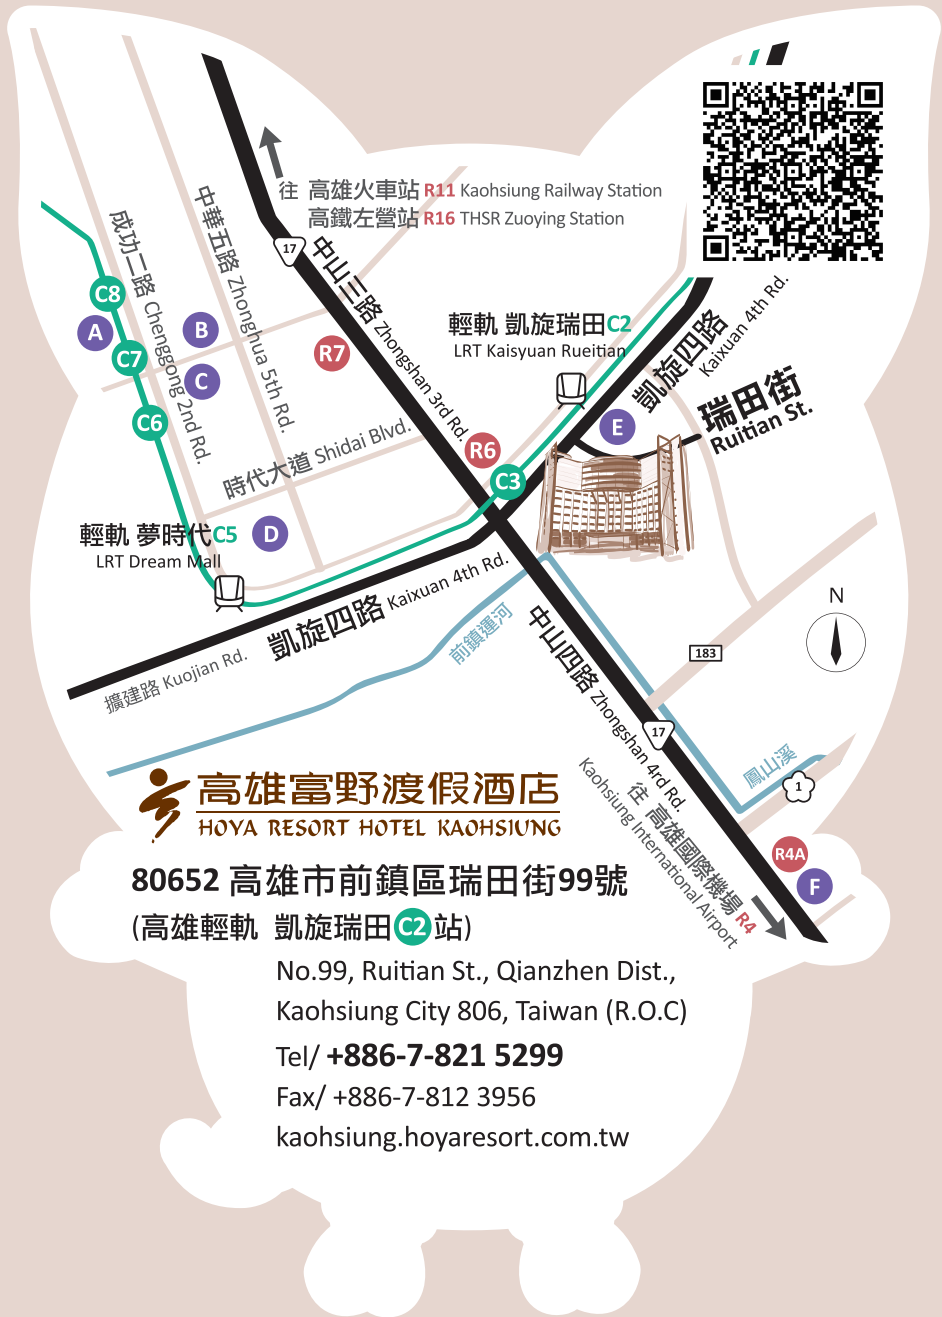 往 高雄火車站 R11 Kaohsiung Railway Station
高鐵左營站 R16 THSR Zuoying Station
17
中山三路 Zhongshan 3rd Rd.
成功二路 Chenggong 2nd Rd.
中華五路 Zhonghua 5th Rd.
C8
A
B
C7
C
C6
R7
輕軌 凱旋瑞田C2
LRT Kaisyuan Rueitian
凱旋四路
Kaixuan 4th Rd.
瑞田街
Ruitian St.
E
時代大道 Shidai Blvd.
R6
C3
輕軌 夢時代C5
LRT Dream Mall
D
凱旋四路 Kaixuan 4th Rd.
擴建路 Kuojian Rd.
前鎮運河
中山四路 Zhongshan 4rd Rd.
N
183
17
鳳山溪
1
往 高雄國際機場 R4
Kaohsiung International Airport
R4A
F
高雄富野渡假酒店
HOYA RESORT HOTEL KAOHSIUNG
80652 高雄市前鎮區瑞田街99號
(高雄輕軌 凱旋瑞田C2站)
No.99, Ruitian St., Qianzhen Dist.,
Kaohsiung City 806, Taiwan (R.O.C)
Tel/ +886-7-821 5299
Fax/ +886-7-812 3956
kaohsiung.hoyaresort.com.tw